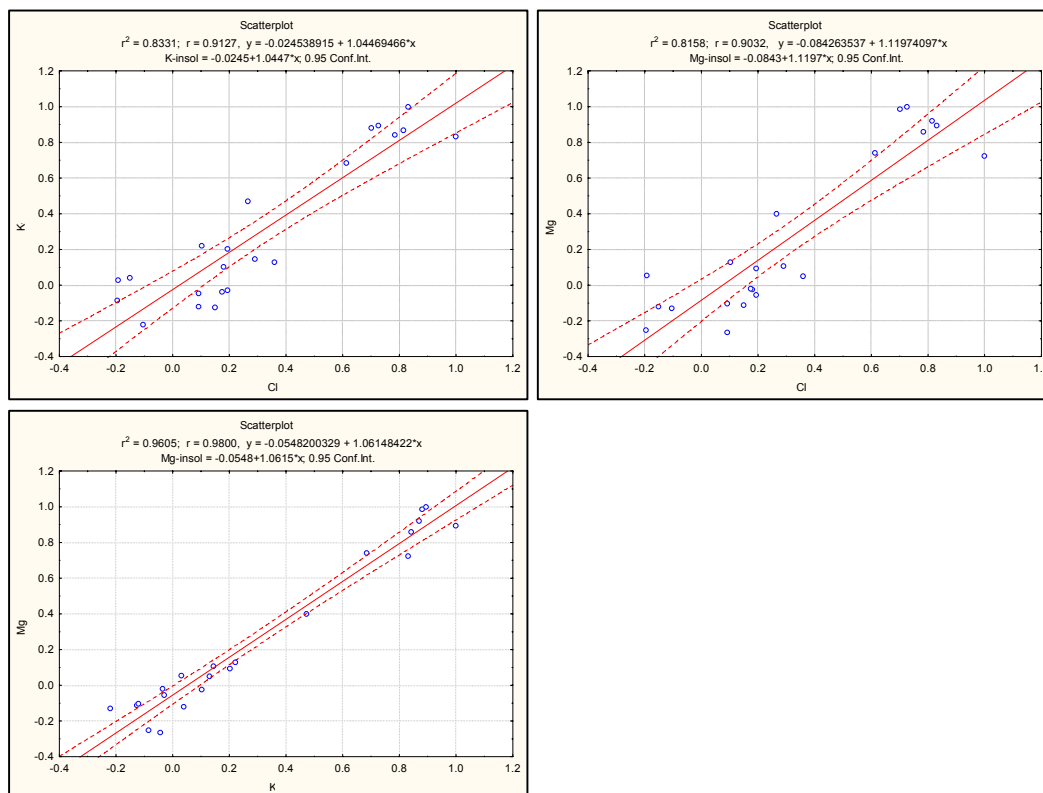 Scatterplot
r² = 0.8331; r = 0.9127, y = -0.024538915 + 1.04469466*x
K-insol = -0.0245+1.0447*x; 0.95 Conf.Int.
1.2
1.0
0.8
0.6
0.4
0.2
0.0
-0.2
-0.4
K
-0.4 -0.2 0.0 0.2 0.4 0.6 0.8 1.0 1.2
Cl
Scatterplot
r² = 0.8158; r = 0.9032, y = -0.084263537 + 1.11974097*x
Mg-insol = -0.0843+1.1197*x; 0.95 Conf.Int.
1.2
1.0
0.8
0.6
0.4
0.2
0.0
-0.2
-0.4
Mg
-0.4 -0.2 0.0 0.2 0.4 0.6 0.8 1.0 1.2
Cl
Scatterplot
r² = 0.9605; r = 0.9800, y = -0.0548200329 + 1.06148422*x
Mg-insol = -0.0548+1.0615*x; 0.95 Conf.Int.
1.2
1.0
0.8
0.6
0.4
0.2
0.0
-0.2
-0.4
Mg
-0.4 -0.2 0.0 0.2 0.4 0.6 0.8 1.0 1.2
K